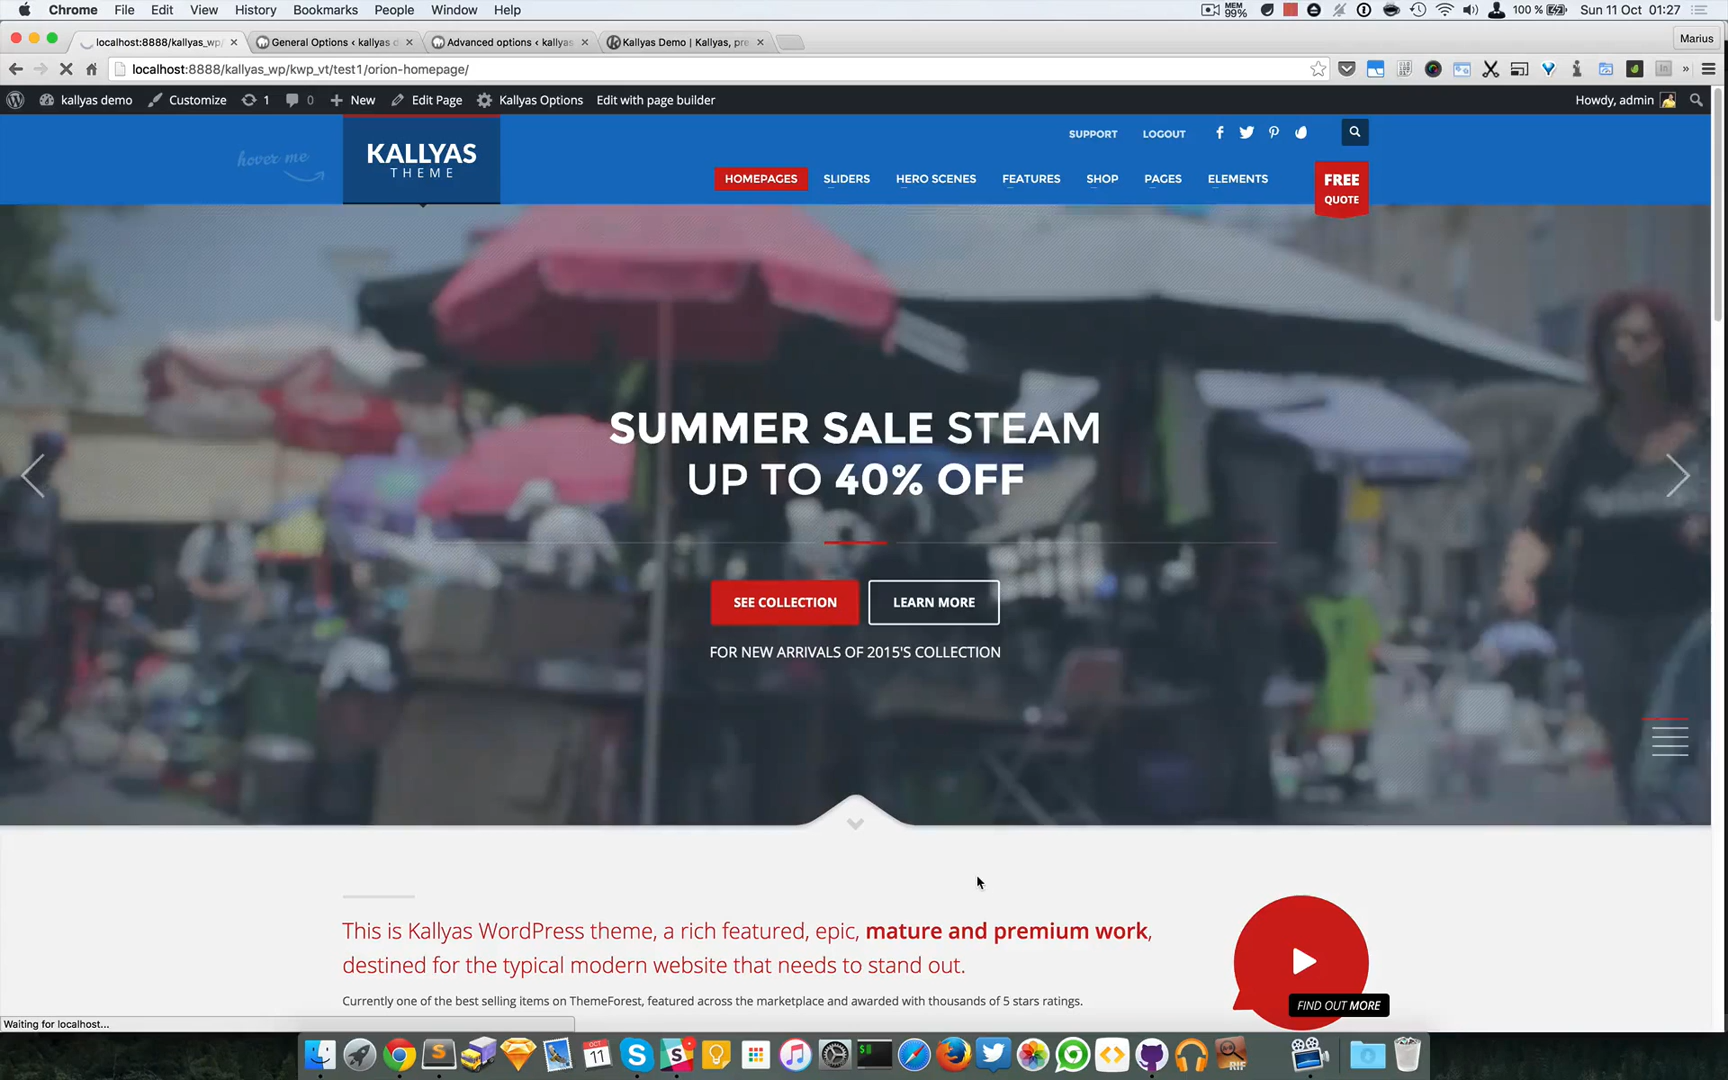 Chrome File Edit View History Bookmarks People Window Help MEM 99% 100 % Sun 11 Oct 01:27
localhost:8888/kallyas_wp/ General Options ‹ kallyas d Advanced options ‹ kallyas Kallyas Demo | Kallyas, pre Marius
localhost:8888/kallyas_wp/kwp_vt/test1/orion-homepage/
kallyas demo Customize 1 0 New Edit Page Kallyas Options Edit with page builder Howdy, admin
SUPPORT LOGOUT
hover me
KALLYAS
THEME
HOMEPAGES SLIDERS HERO SCENES FEATURES SHOP PAGES ELEMENTS
FREE
QUOTE
SUMMER SALE STEAM
UP TO 40% OFF
SEE COLLECTION LEARN MORE
FOR NEW ARRIVALS OF 2015'S COLLECTION
This is Kallyas WordPress theme, a rich featured, epic, mature and premium work,
destined for the typical modern website that needs to stand out.
Currently one of the best selling items on ThemeForest, featured across the marketplace and awarded with thousands of 5 stars ratings.
FIND OUT MORE
Waiting for localhost...
OCT
11
RIF